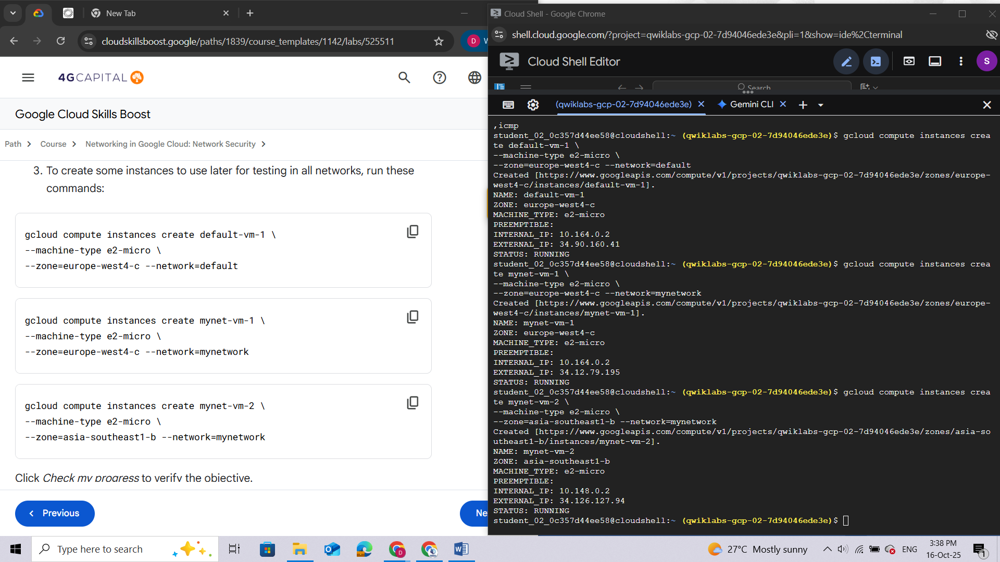 New Tab
cloudskillsboost.google/paths/1839/course_templates/1142/labs/525511
D
4GCAPITAL
Google Cloud Skills Boost
Path
Course
Networking in Google Cloud: Network Security
3. To create some instances to use later for testing in all networks, run these
commands:
gcloud compute instances create default-vm-1 \
--machine-type e2-micro \
--zone=europe-west4-c --network=default
gcloud compute instances create mynet-vm-1 \
--machine-type e2-micro \
--zone=europe-west4-c --network=mynetwork
gcloud compute instances create mynet-vm-2 \
--machine-type e2-micro \
--zone=asia-southeast1-b --network=mynetwork
Click Check my progress to verify the objective.
Previous
Ne
Cloud Shell - Google Chrome
shell.cloud.google.com/?project=qwiklabs-gcp-02-7d94046ede3e&pli=1&show=ide%2Cterminal
Cloud Shell Editor
S
Search
(qwiklabs-gcp-02-7d94046ede3e)
Gemini CLI
,icmp
student_02_0c357d44ee58@cloudshell:~ (qwiklabs-gcp-02-7d94046ede3e)$ gcloud compute instances crea
te default-vm-1 \
--machine-type e2-micro \
--zone=europe-west4-c --network=default
Created [https://www.googleapis.com/compute/v1/projects/qwiklabs-gcp-02-7d94046ede3e/zones/europe-
west4-c/instances/default-vm-1].
NAME: default-vm-1
ZONE: europe-west4-c
MACHINE_TYPE: e2-micro
PREEMPTIBLE:
INTERNAL_IP: 10.164.0.2
EXTERNAL_IP: 34.90.160.41
STATUS: RUNNING
student_02_0c357d44ee58@cloudshell:~ (qwiklabs-gcp-02-7d94046ede3e)$ gcloud compute instances crea
te mynet-vm-1 \
--machine-type e2-micro \
--zone=europe-west4-c --network=mynetwork
Created [https://www.googleapis.com/compute/v1/projects/qwiklabs-gcp-02-7d94046ede3e/zones/europe-
west4-c/instances/mynet-vm-1].
NAME: mynet-vm-1
ZONE: europe-west4-c
MACHINE_TYPE: e2-micro
PREEMPTIBLE:
INTERNAL_IP: 10.164.0.2
EXTERNAL_IP: 34.12.79.195
STATUS: RUNNING
student_02_0c357d44ee58@cloudshell:~ (qwiklabs-gcp-02-7d94046ede3e)$ gcloud compute instances crea
te mynet-vm-2 \
--machine-type e2-micro \
--zone=asia-southeast1-b --network=mynetwork
Created [https://www.googleapis.com/compute/v1/projects/qwiklabs-gcp-02-7d94046ede3e/zones/asia-so
utheast1-b/instances/mynet-vm-2].
NAME: mynet-vm-2
ZONE: asia-southeast1-b
MACHINE_TYPE: e2-micro
PREEMPTIBLE:
INTERNAL_IP: 10.148.0.2
EXTERNAL_IP: 34.126.127.94
STATUS: RUNNING
student_02_0c357d44ee58@cloudshell:~ (qwiklabs-gcp-02-7d94046ede3e)$
Type here to search
27°C Mostly sunny
ENG
3:38 PM
16-Oct-25
1